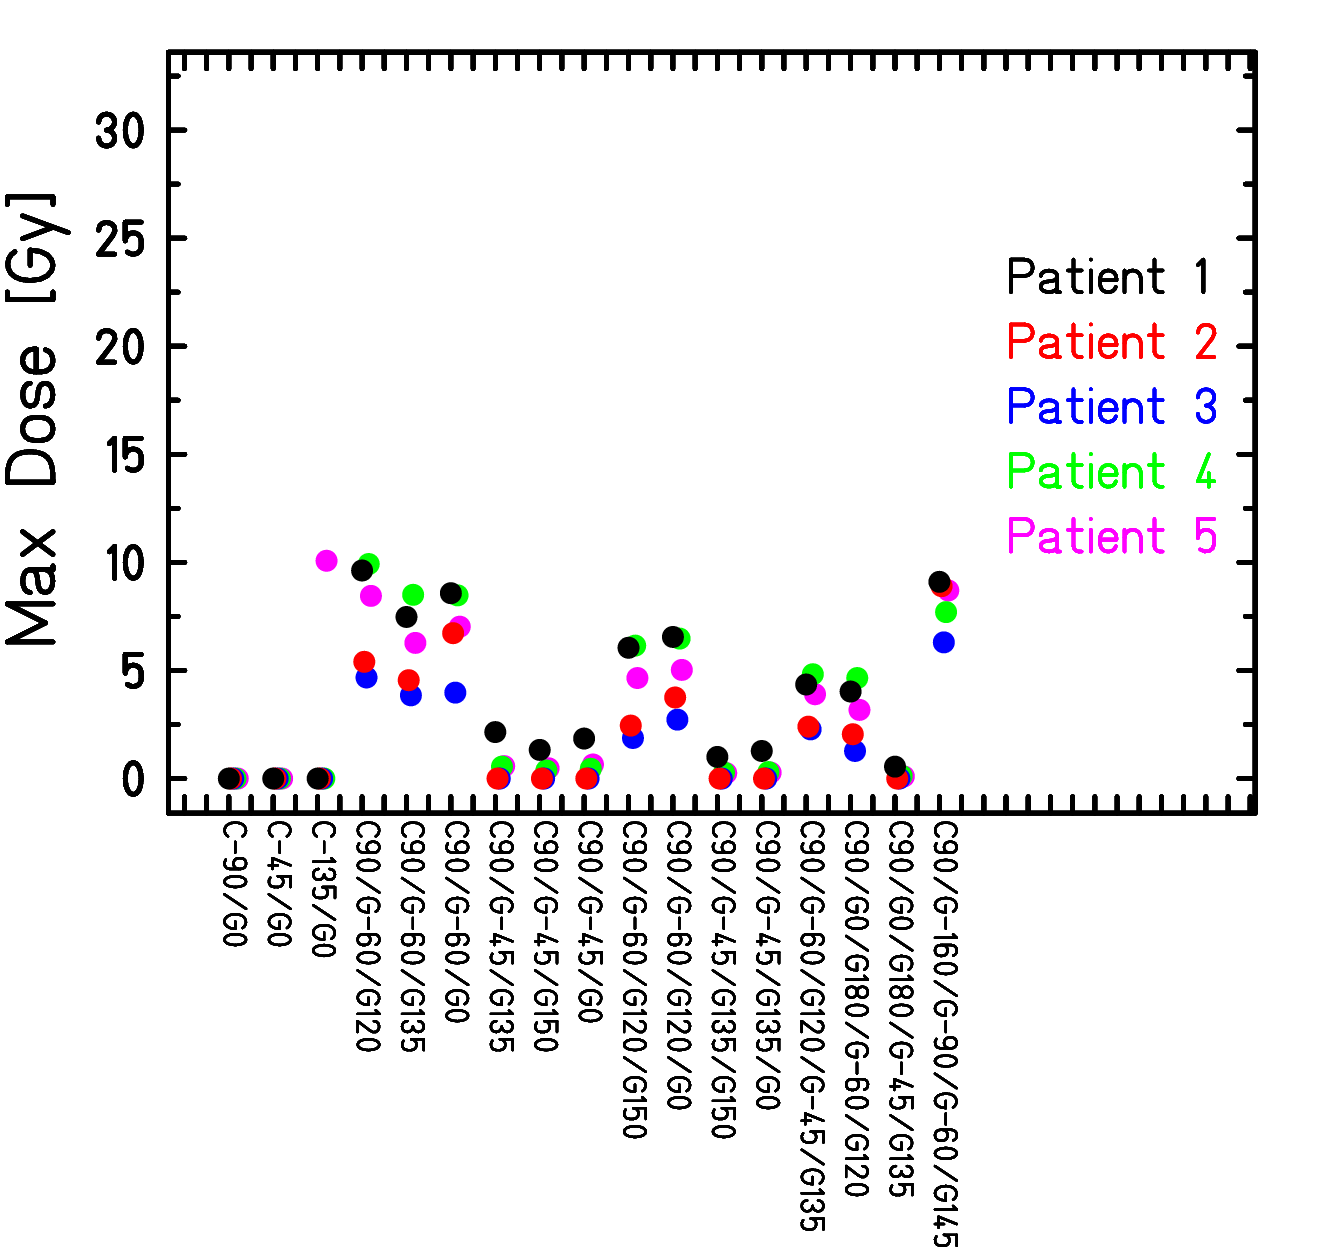 Max Dose [Gy]
30
25
20
15
10
5
0
Patient 1
Patient 2
Patient 3
Patient 4
Patient 5
C-90/G0
C-45/G0
C-135/G0
C90/G-60/G120
C90/G-60/G135
C90/G-60/G0
C90/G-45/G135
C90/G-45/G150
C90/G-45/G0
C90/G-60/G120/G150
C90/G-60/G120/G0
C90/G-45/G135/G150
C90/G-45/G135/G0
C90/G-60/G120/G-45/G135
C90/G0/G180/G-60/G120
C90/G0/G180/G-45/G135
C90/G-160/G-90/G-60/G145